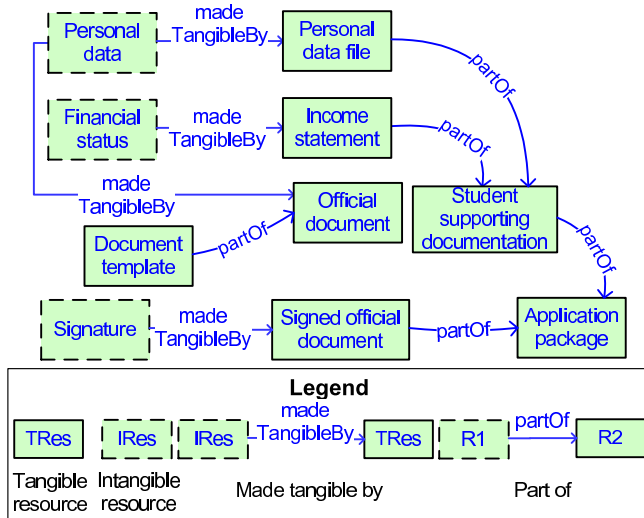 Personal
data
made
TangibleBy
Personal
data file
partOf
Financial
status
made
TangibleBy
Income
statement
partOf
made
TangibleBy
Official
document
Student
supporting
documentation
Document
template
partOf
partOf
Signature
made
TangibleBy
Signed official
document
partOf
Application
package
Legend
TRes
IRes
IRes
made
TangibleBy
TRes
R1
partOf
R2
Tangible
resource
Intangible
resource
Made tangible by
Part of